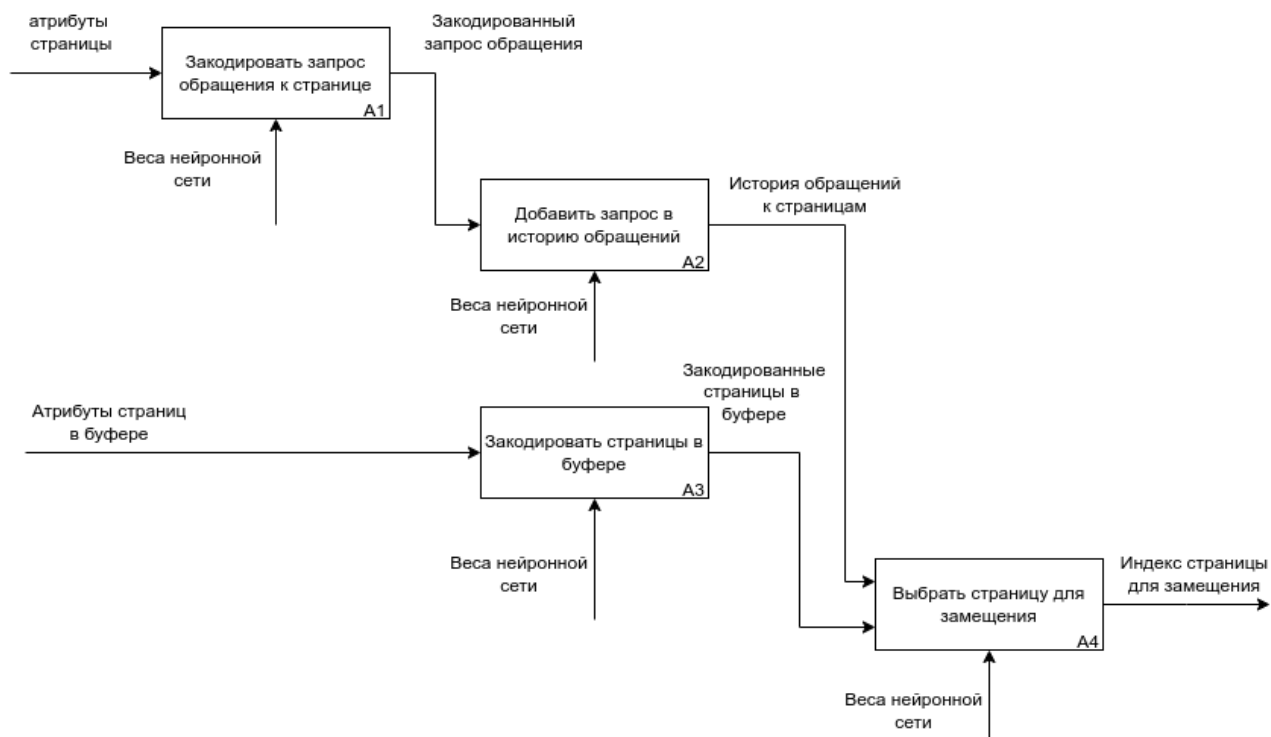 атрибуты
страницы
Закодированный
запрос обращения
Закодировать запрос
обращения к странице
A1
Веса нейронной
сети
История обращений
к страницам
Добавить запрос в
историю обращений
A2
Веса нейронной
сети
Закодированные
страницы в
буфере
Атрибуты страниц
в буфере
Закодировать страницы в
буфере
A3
Веса нейронной
сети
Индекс страницы
для замещения
Выбрать страницу для
замещения
A4
Веса нейронной
сети